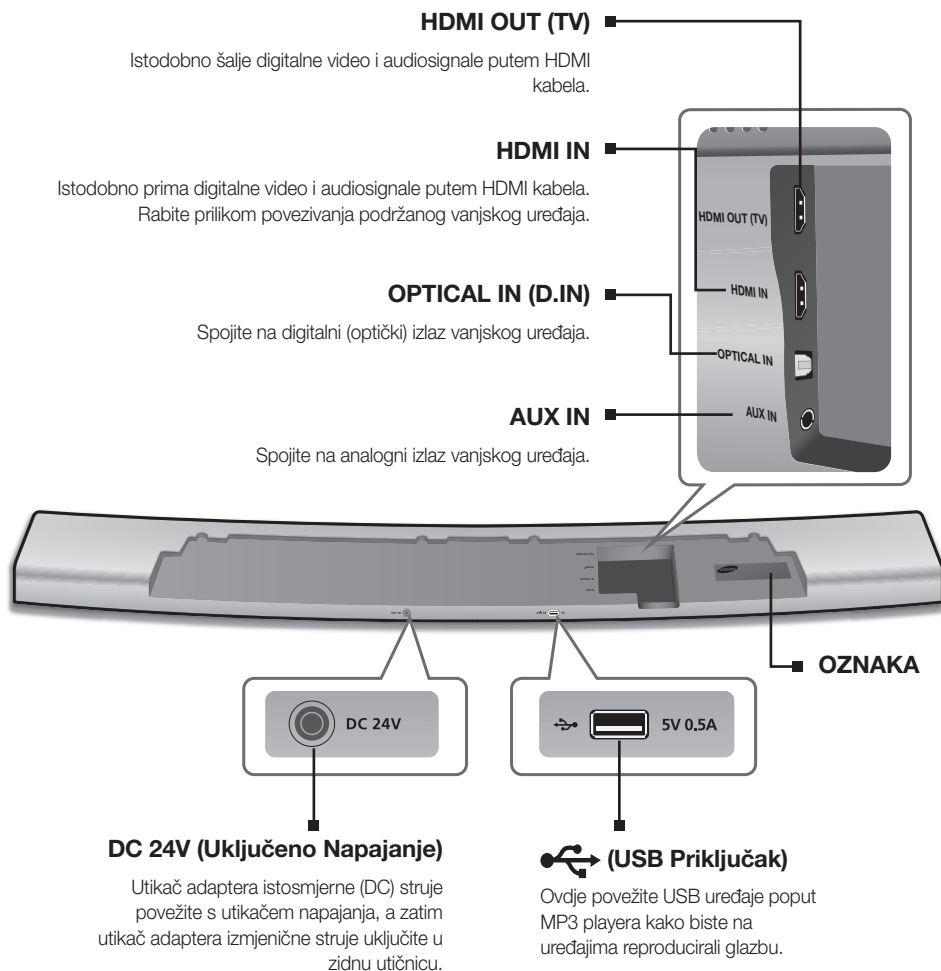 HDMI OUT (TV)
Istodobno šalje digitalne video i audiosignale putem HDMI
kabela.
HDMI IN
Istodobno prima digitalne video i audiosignale putem HDMI kabela.
Rabite prilikom povezivanja podržanog vanjskog uređaja.
OPTICAL IN (D.IN)
Spojite na digitalni (optički) izlaz vanjskog uređaja.
AUX IN
Spojite na analogni izlaz vanjskog uređaja.
HDMI OUT (TV)
HDMI IN
OPTICAL IN
AUX IN
OZNAKA
DC 24V
5V 0.5A
DC 24V (Uključeno Napajanje)
Utikač adaptera istosmjerne (DC) struje
povežite s utikačem napajanja, a zatim
utikač adaptera izmjenične struje uključite u
zidnu utičnicu.
(USB Priključak)
Ovdje povežite USB uređaje poput
MP3 playera kako biste na
uređajima reproducirali glazbu.